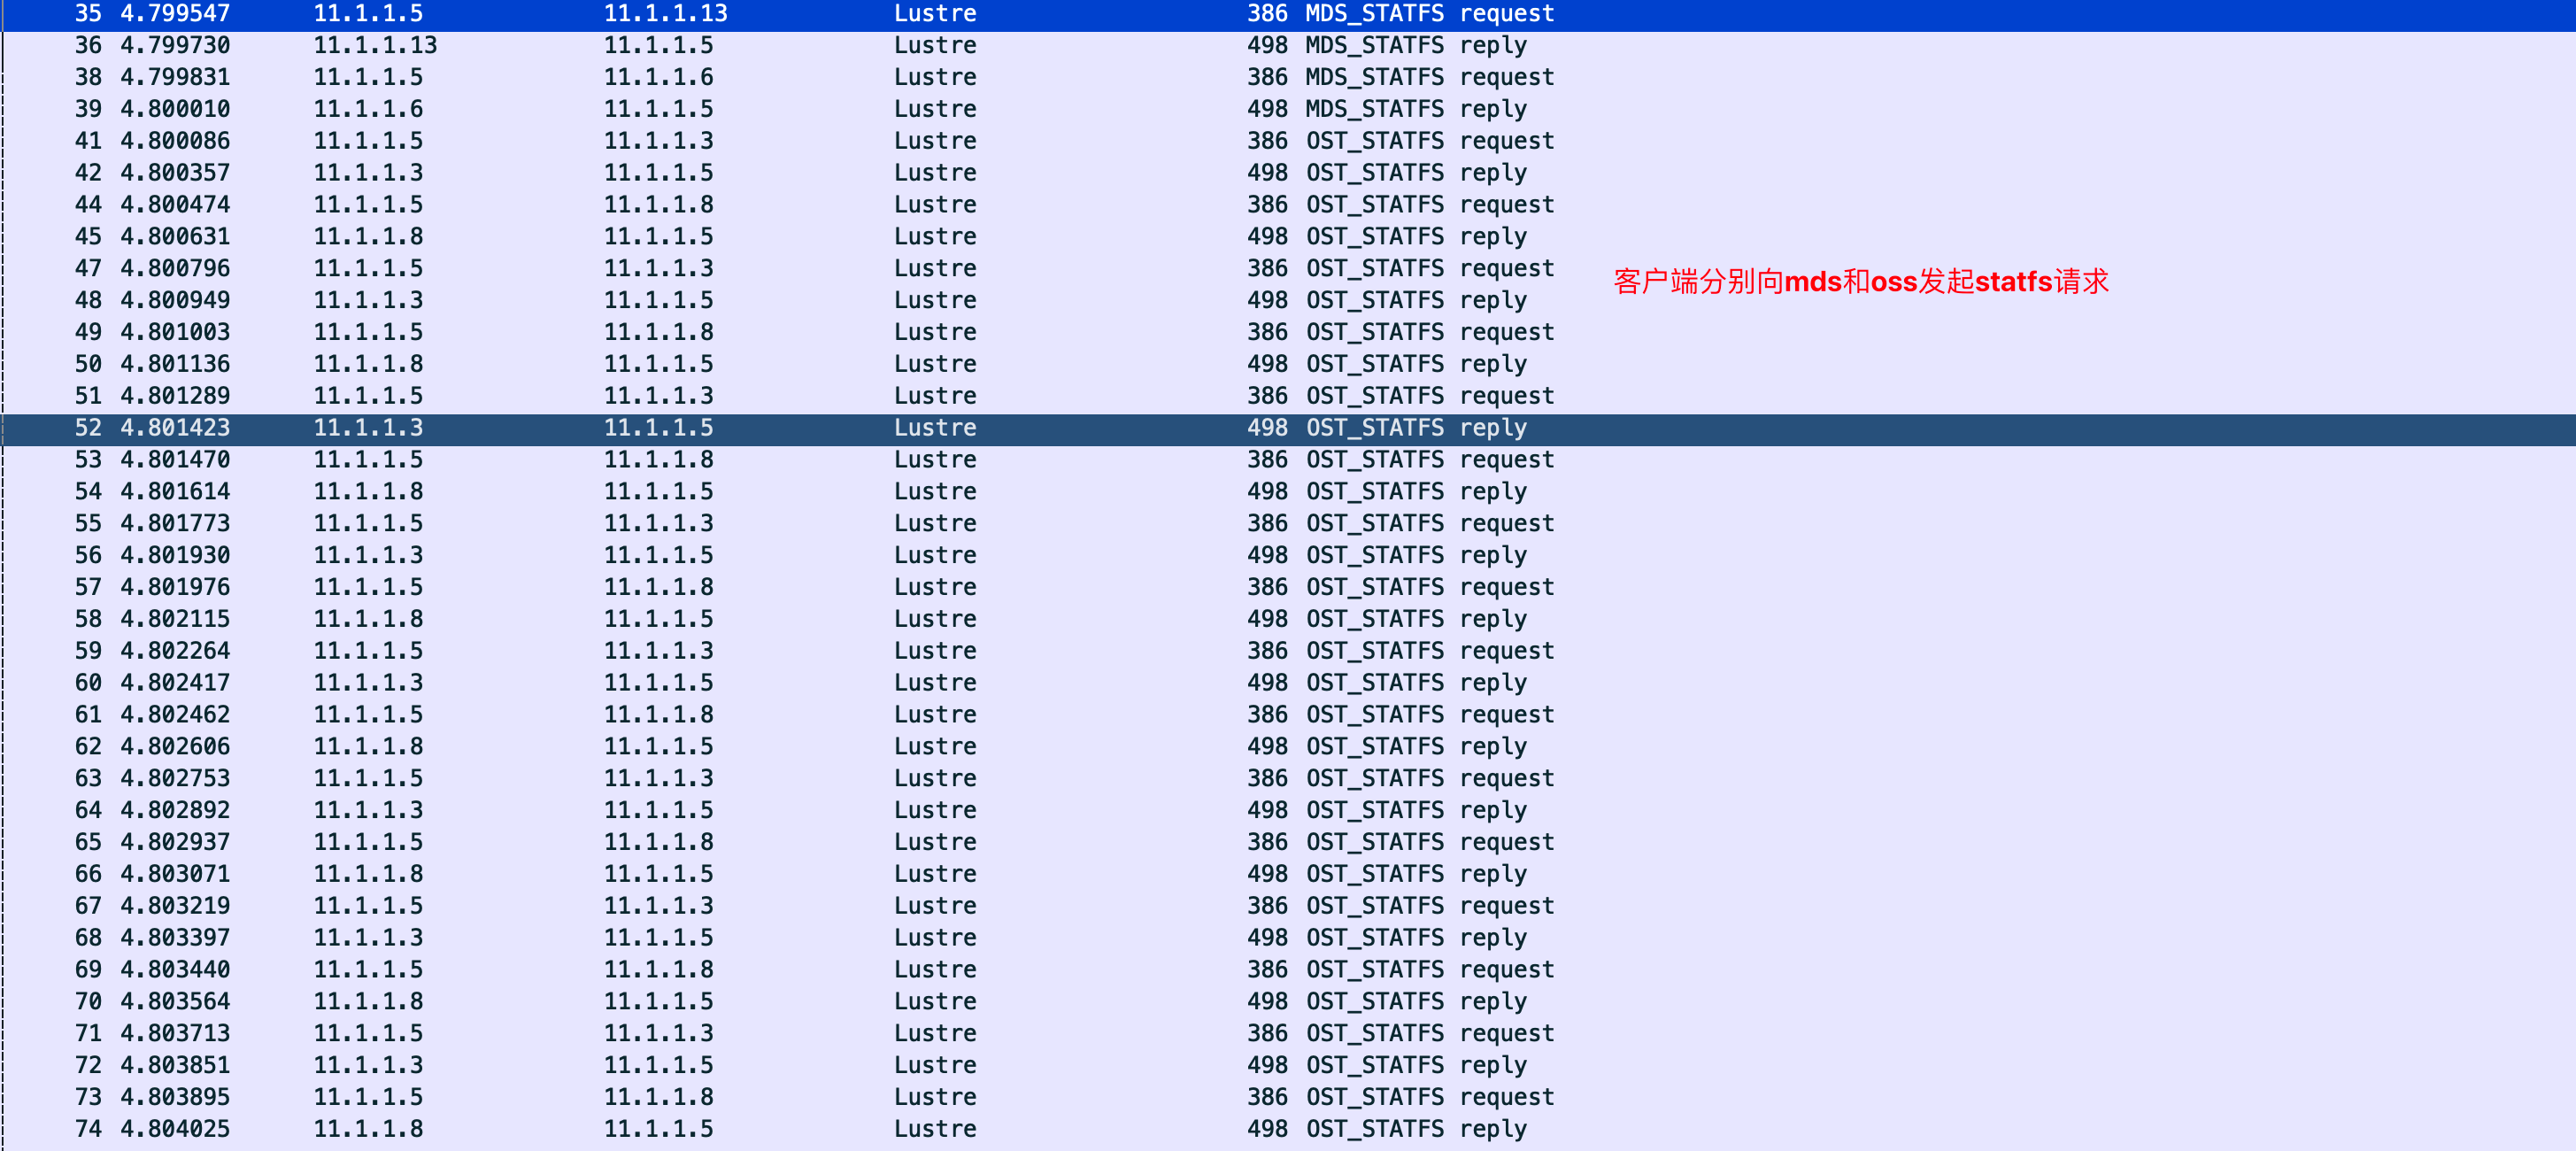 35 4.799547 11.1.1.5 11.1.1.13 Lustre 386 MDS_STATFS request
36 4.799730 11.1.1.13 11.1.1.5 Lustre 498 MDS_STATFS reply
38 4.799831 11.1.1.5 11.1.1.6 Lustre 386 MDS_STATFS request
39 4.800010 11.1.1.6 11.1.1.5 Lustre 498 MDS_STATFS reply
41 4.800086 11.1.1.5 11.1.1.3 Lustre 386 OST_STATFS request
42 4.800357 11.1.1.3 11.1.1.5 Lustre 498 OST_STATFS reply
44 4.800474 11.1.1.5 11.1.1.8 Lustre 386 OST_STATFS request
45 4.800631 11.1.1.8 11.1.1.5 Lustre 498 OST_STATFS reply
47 4.800796 11.1.1.5 11.1.1.3 Lustre 386 OST_STATFS request
客户端分别向mds和oss发起statfs请求
48 4.800949 11.1.1.3 11.1.1.5 Lustre 498 OST_STATFS reply
49 4.801003 11.1.1.5 11.1.1.8 Lustre 386 OST_STATFS request
50 4.801136 11.1.1.8 11.1.1.5 Lustre 498 OST_STATFS reply
51 4.801289 11.1.1.5 11.1.1.3 Lustre 386 OST_STATFS request
52 4.801423 11.1.1.3 11.1.1.5 Lustre 498 OST_STATFS reply
53 4.801470 11.1.1.5 11.1.1.8 Lustre 386 OST_STATFS request
54 4.801614 11.1.1.8 11.1.1.5 Lustre 498 OST_STATFS reply
55 4.801773 11.1.1.5 11.1.1.3 Lustre 386 OST_STATFS request
56 4.801930 11.1.1.3 11.1.1.5 Lustre 498 OST_STATFS reply
57 4.801976 11.1.1.5 11.1.1.8 Lustre 386 OST_STATFS request
58 4.802115 11.1.1.8 11.1.1.5 Lustre 498 OST_STATFS reply
59 4.802264 11.1.1.5 11.1.1.3 Lustre 386 OST_STATFS request
60 4.802417 11.1.1.3 11.1.1.5 Lustre 498 OST_STATFS reply
61 4.802462 11.1.1.5 11.1.1.8 Lustre 386 OST_STATFS request
62 4.802606 11.1.1.8 11.1.1.5 Lustre 498 OST_STATFS reply
63 4.802753 11.1.1.5 11.1.1.3 Lustre 386 OST_STATFS request
64 4.802892 11.1.1.3 11.1.1.5 Lustre 498 OST_STATFS reply
65 4.802937 11.1.1.5 11.1.1.8 Lustre 386 OST_STATFS request
66 4.803071 11.1.1.8 11.1.1.5 Lustre 498 OST_STATFS reply
67 4.803219 11.1.1.5 11.1.1.3 Lustre 386 OST_STATFS request
68 4.803397 11.1.1.3 11.1.1.5 Lustre 498 OST_STATFS reply
69 4.803440 11.1.1.5 11.1.1.8 Lustre 386 OST_STATFS request
70 4.803564 11.1.1.8 11.1.1.5 Lustre 498 OST_STATFS reply
71 4.803713 11.1.1.5 11.1.1.3 Lustre 386 OST_STATFS request
72 4.803851 11.1.1.3 11.1.1.5 Lustre 498 OST_STATFS reply
73 4.803895 11.1.1.5 11.1.1.8 Lustre 386 OST_STATFS request
74 4.804025 11.1.1.8 11.1.1.5 Lustre 498 OST_STATFS reply